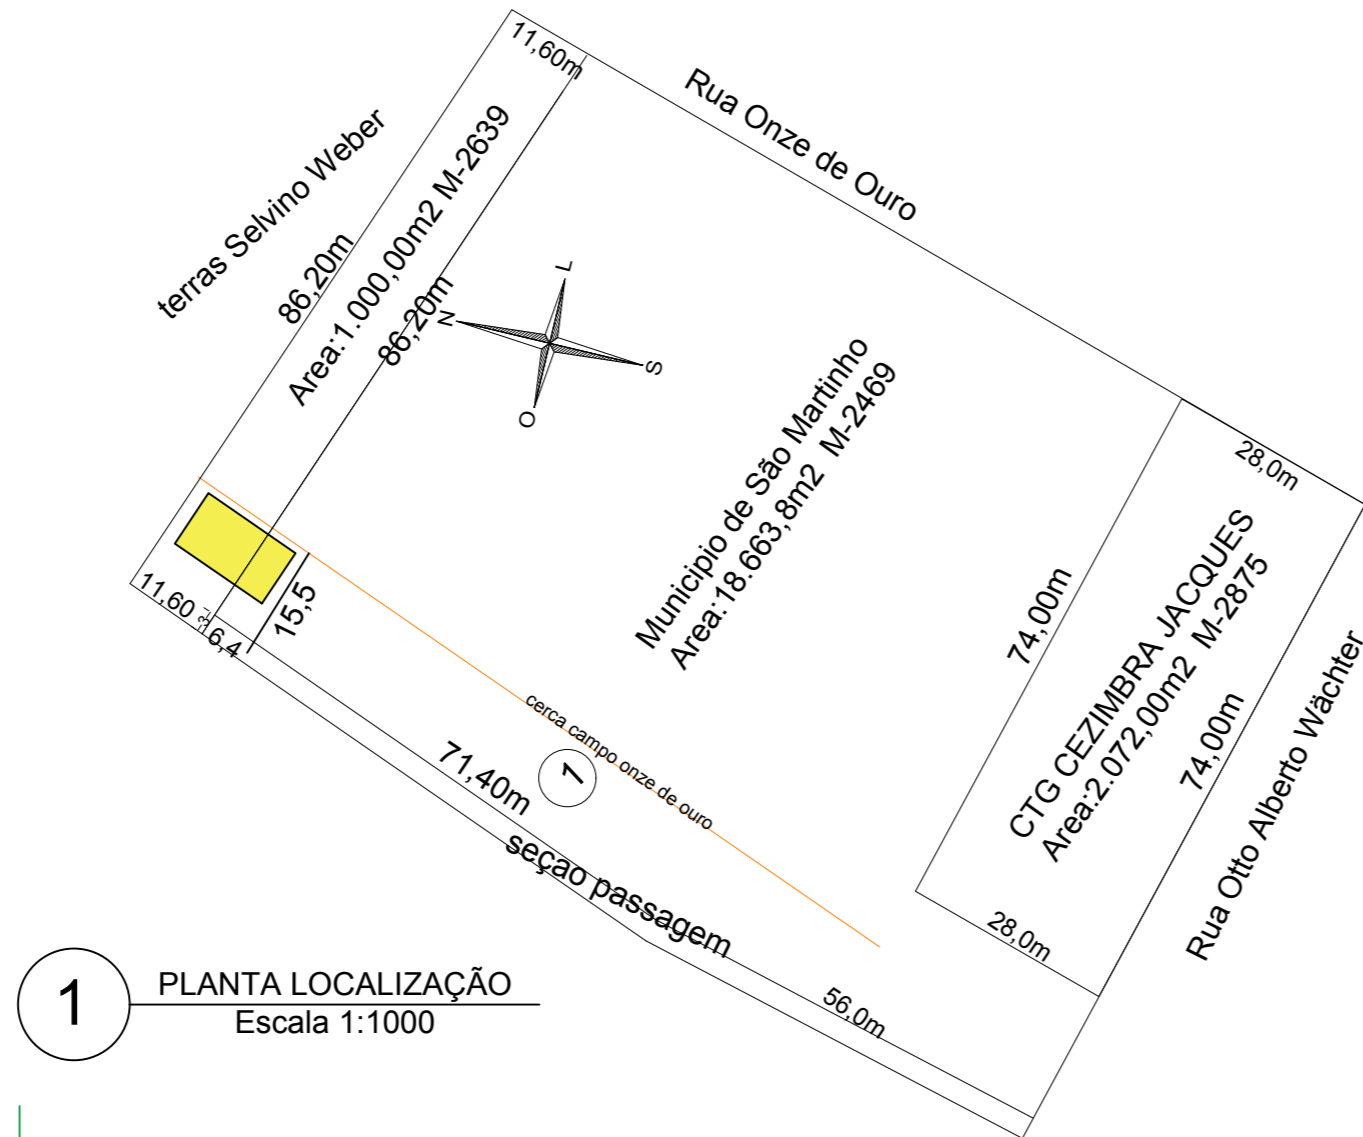 11,60m
Rua Onze de Ouro
terras Selvino Weber
86,20m
Area:1.000,00m2 M-2639
86,20m
N
L
S
O
Municipio de São Martinho
Area:18.663,8m2 M-2469
28,0m
74,00m
CTG CEZIMBRA JACQUES
Area:2.072,00m2 M-2875
74,00m
Rua Otto Alberto Wächter
28,0m
11,60
3
6,4
15,5
cerca campo onze de ouro
71,40m
1
seçao passagem
56,0m
1
PLANTA LOCALIZAÇÃO
Escala 1:1000